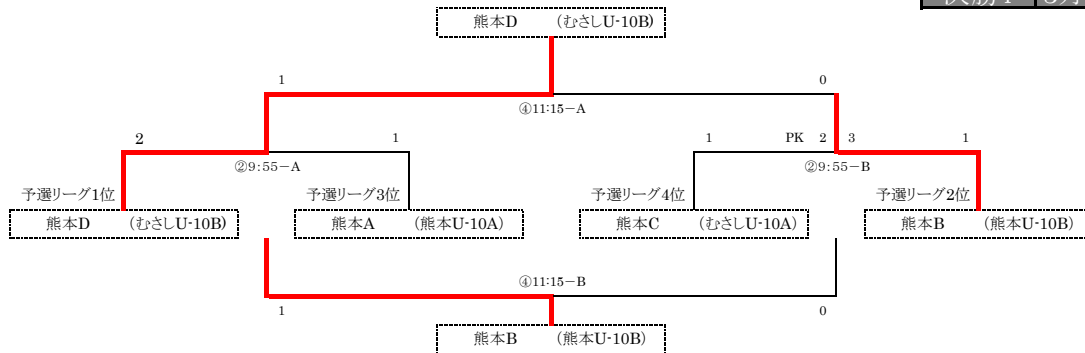 熊本D (むさしU-10B)
1 0
④11:15－A
2 1 1 PK 2 3 1
②9:55－A ②9:55－B
予選リーグ1位 予選リーグ3位 予選リーグ4位 予選リーグ2位
熊本D (むさしU-10B) 熊本A (熊本U-10A) 熊本C (むさしU-10A) 熊本B (熊本U-10B)
④11:15－B
1 0
熊本B (熊本U-10B)